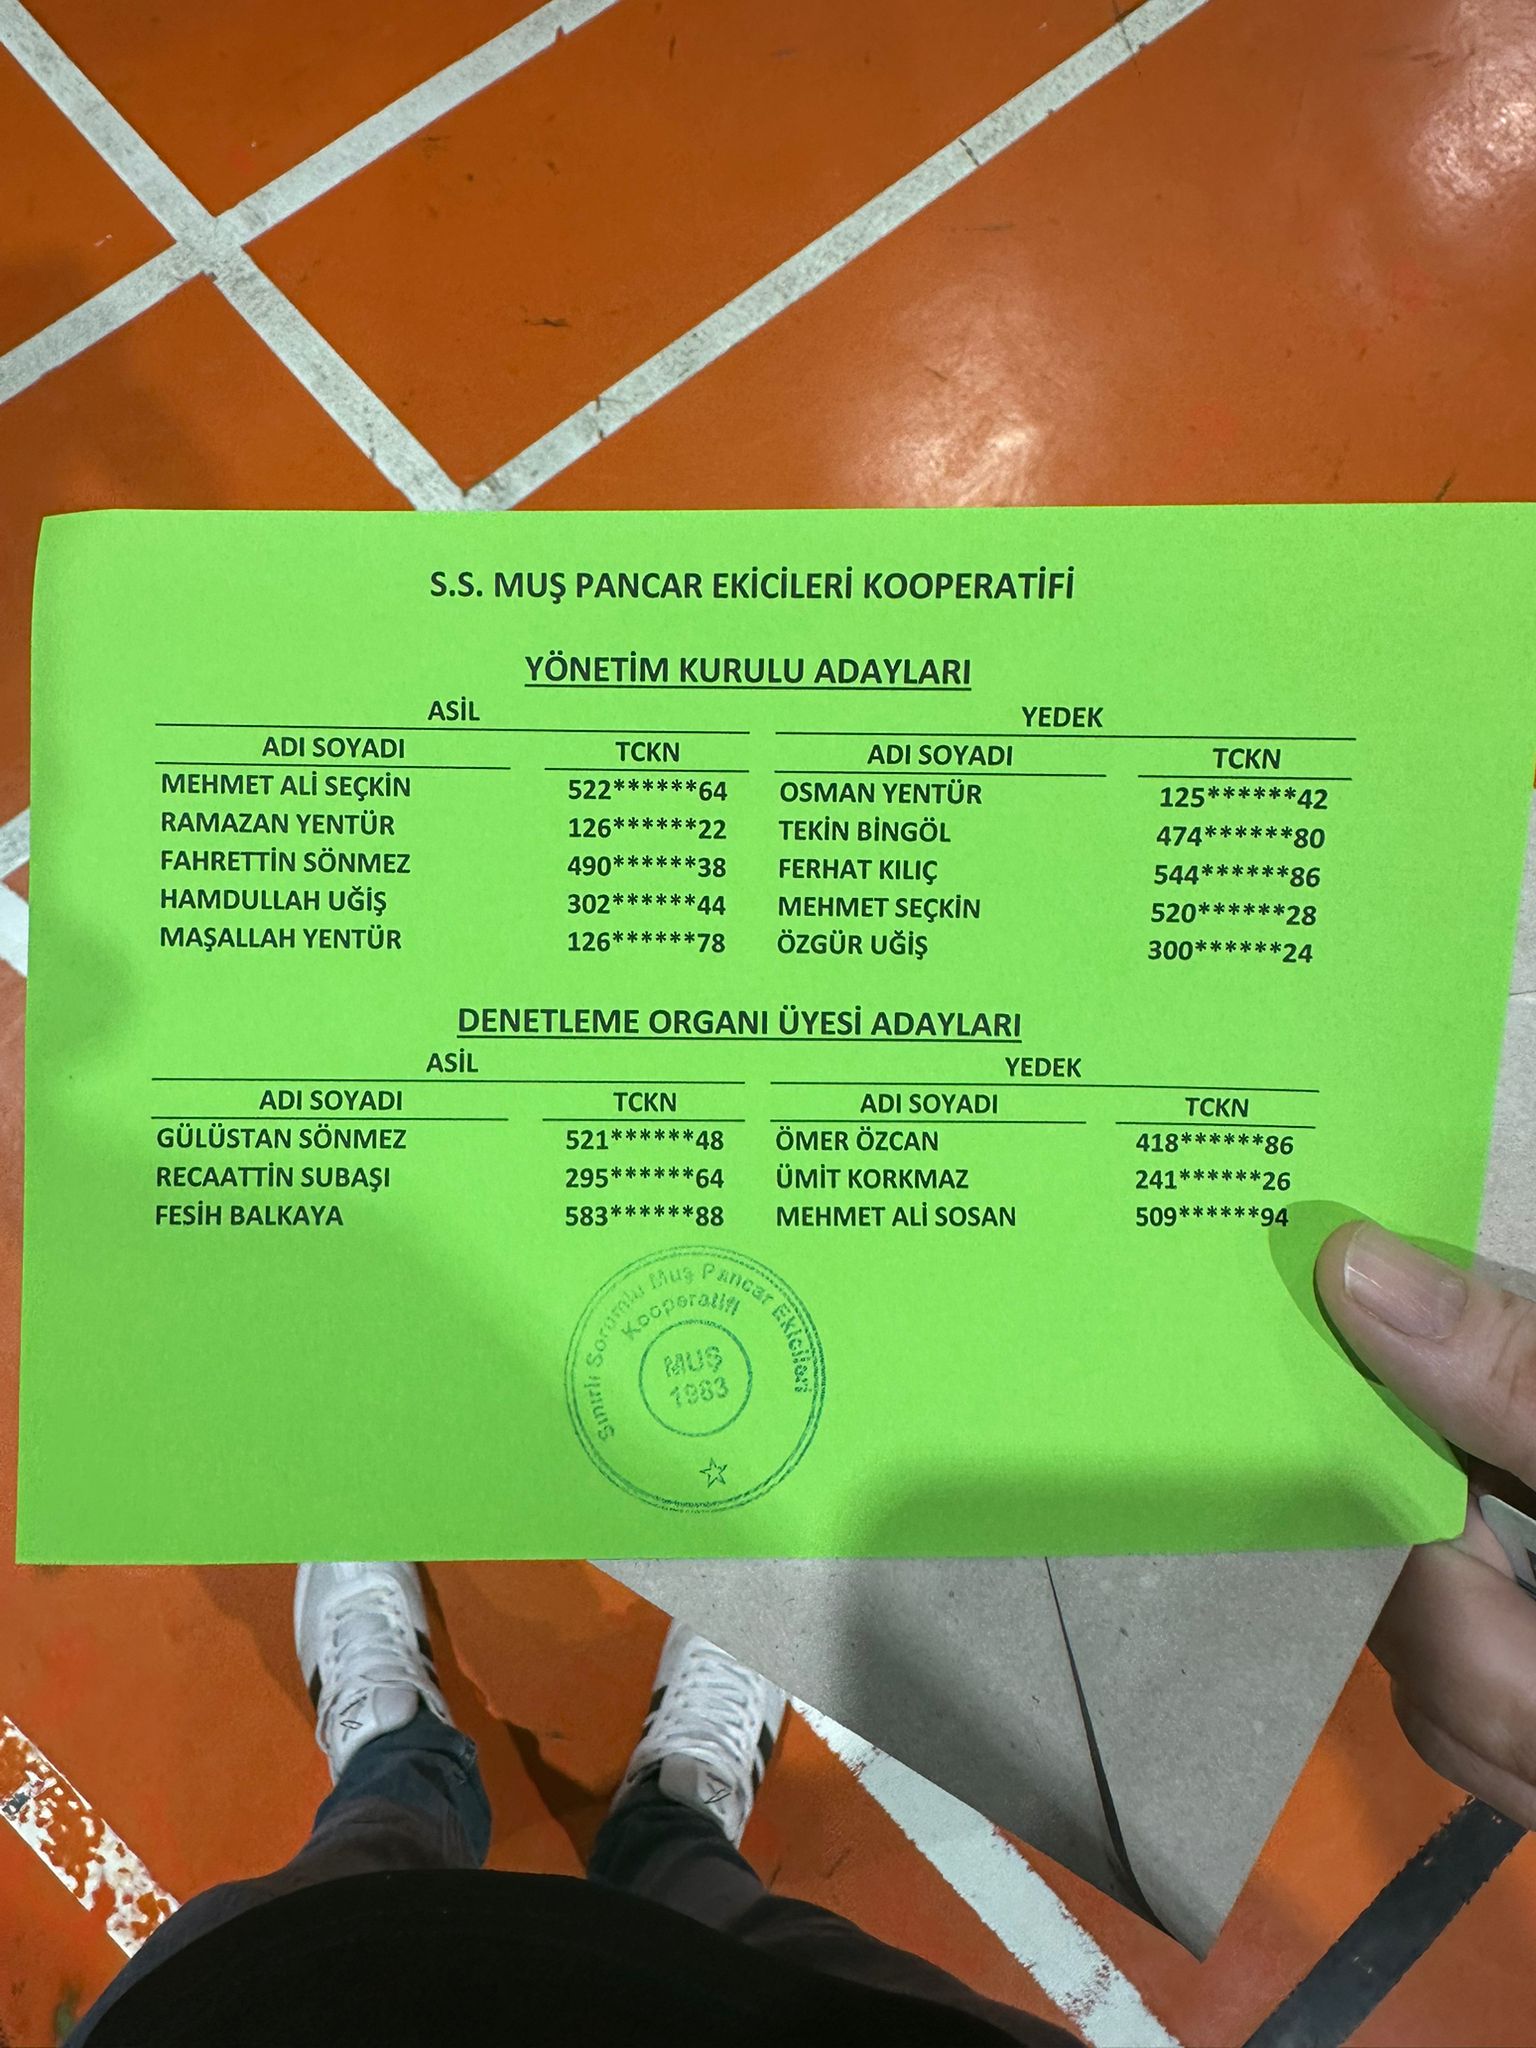 S.S. MUŞ PANCAR EKİCİLERİ KOOPERATİFİ
YÖNETİM KURULU ADAYLARI
ASİL YEDEK
ADI SOYADI TCKN ADI SOYADI TCKN
MEHMET ALİ SEÇKİN 522******64 OSMAN YENTÜR 125******42
RAMAZAN YENTÜR 126******22 TEKİN BİNGÖL 474******80
FAHRETTİN SÖNMEZ 490******38 FERHAT KILIÇ 544******86
HAMDULLAH UĞİŞ 302******44 MEHMET SEÇKİN 520******28
MAŞALLAH YENTÜR 126******78 ÖZGÜR UĞİŞ 300******24
DENETLEME ORGANI ÜYESİ ADAYLARI
ASİL YEDEK
ADI SOYADI TCKN ADI SOYADI TCKN
GÜLÜSTAN SÖNMEZ 521******48 ÖMER ÖZCAN 418******86
RECAATTİN SUBAŞI 295******64 ÜMİT KORKMAZ 241******26
FESİH BALKAYA 583******88 MEHMET ALİ SOSAN 509******94
Sınırlı Sorumlu Muş Pancar Ekicileri
Kooperatifi
MUŞ
1963